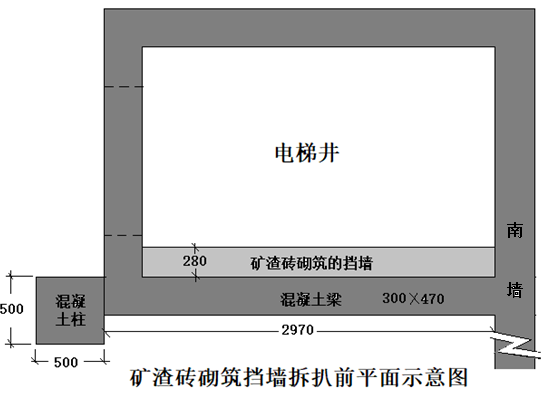 电梯井
南
墙
280
矿渣砖砌筑的挡墙
混凝土梁 300×470
500
混凝
土柱
2970
500
矿渣砖砌筑挡墙拆扒前平面示意图